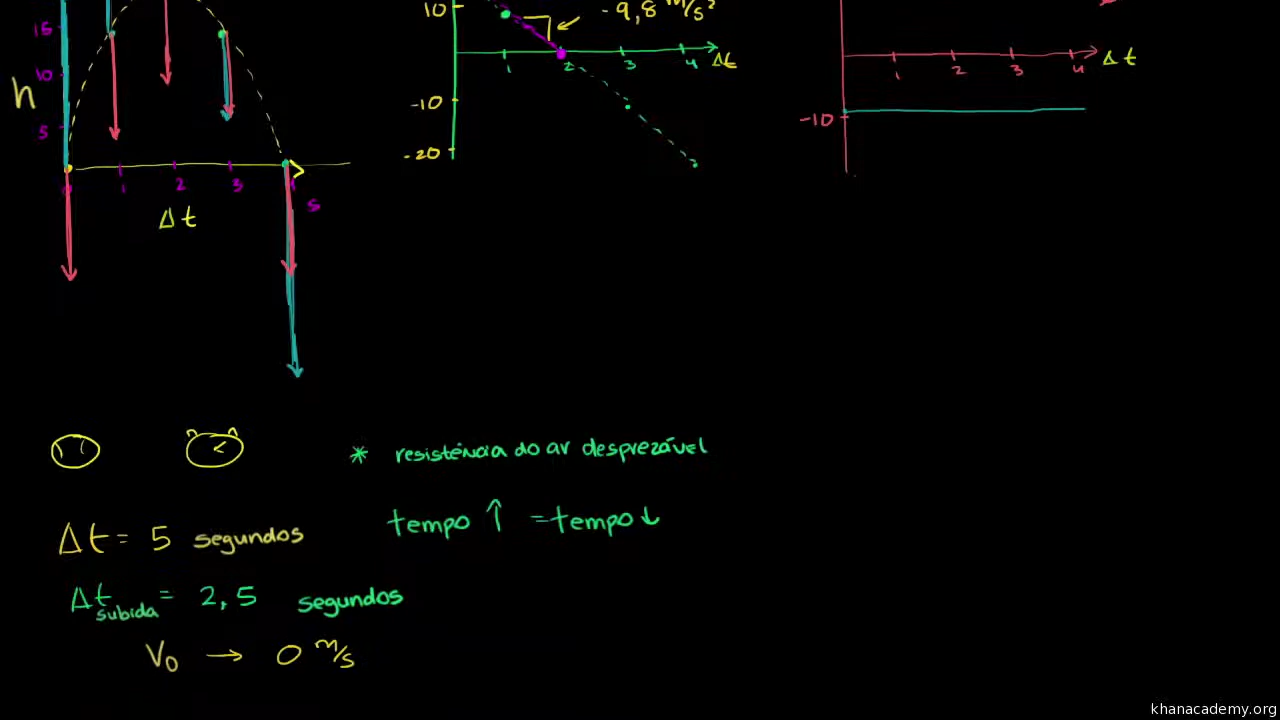 15
10
5
h
0 1 2 3 4
s
Δt
10
-9,8 m/s²
1 2 3 4
Δt
-10
-20
1 2 3 4
Δt
-10
* resistência do ar desprezável
Δt = 5 segundos
tempo ↑ = tempo ↓
Δt subida = 2,5 segundos
V₀ → 0 m/s
khanacademy.org